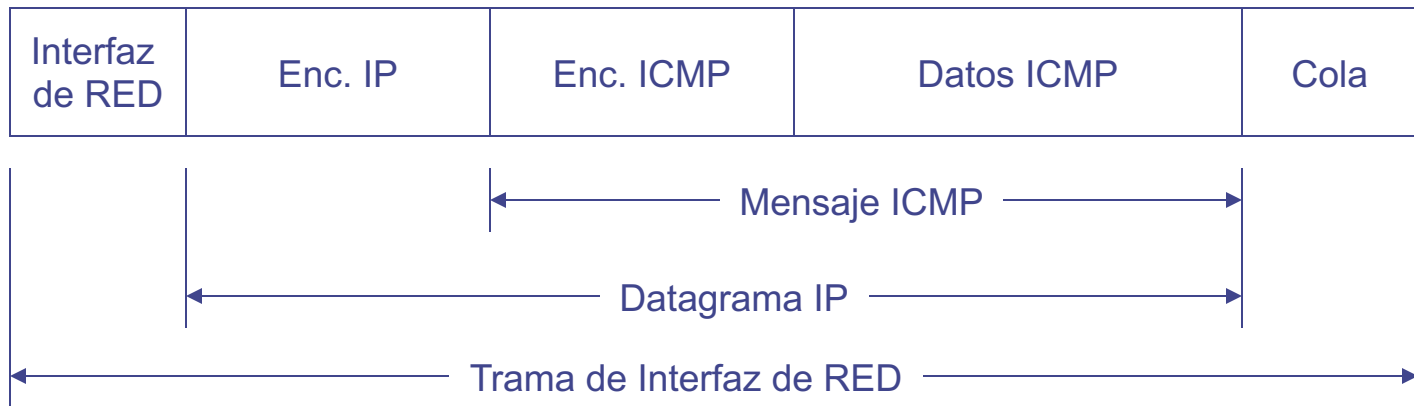 Interfaz
de RED
Enc. IP
Enc. ICMP
Datos ICMP
Cola
Mensaje ICMP
Datagrama IP
Trama de Interfaz de RED